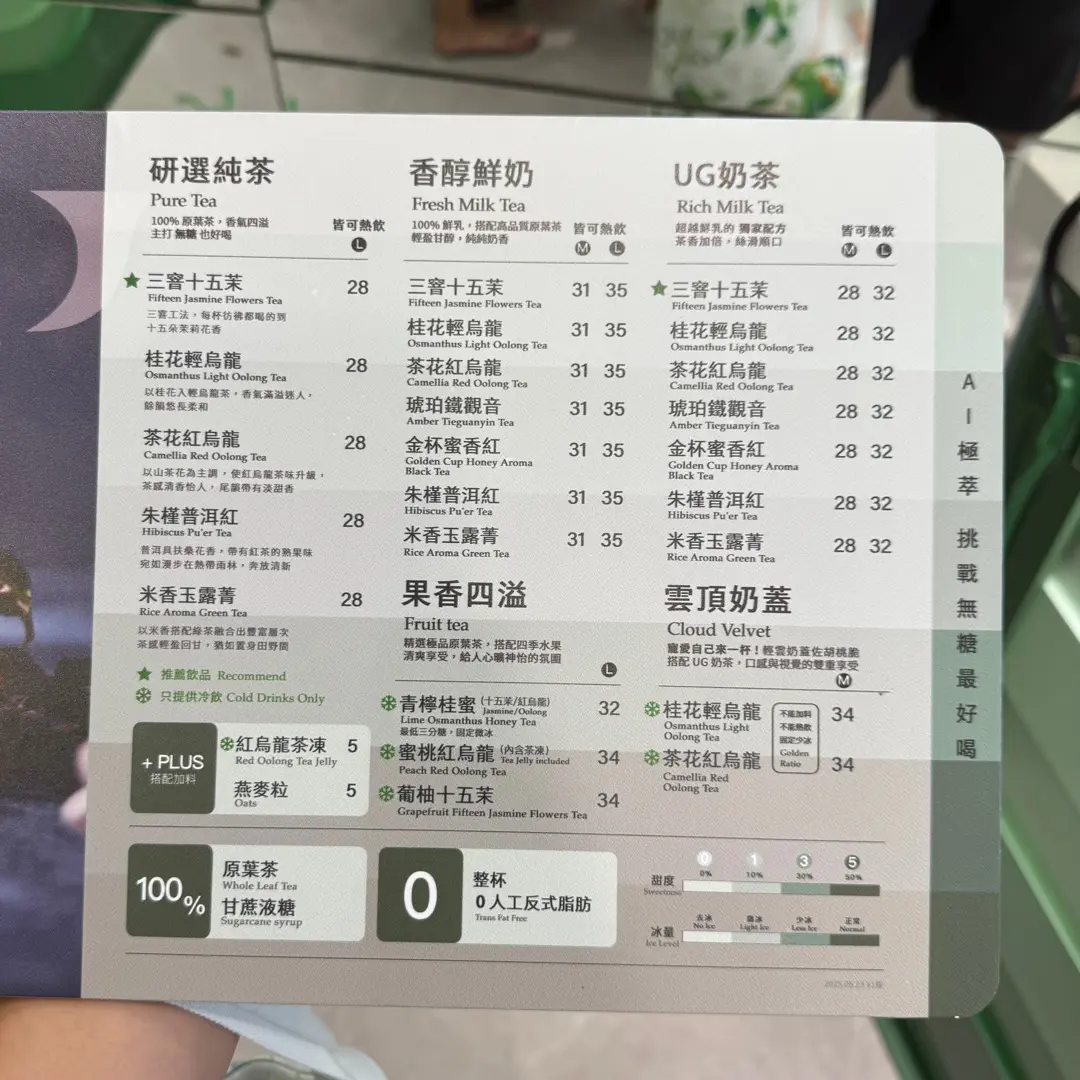 研選純茶
Pure Tea
100% 原葉茶，香氣四溢
主打 無糖 也好喝
皆可熱飲
L
三窨十五茉 28
Fifteen Jasmine Flowers Tea
三窨工法，每杯彷彿都喝的到
十五朵茉莉花香
桂花輕烏龍 28
Osmanthus Light Oolong Tea
以桂花入輕烏龍茶，香氣滿溢迷人，
餘韻悠長柔和
茶花紅烏龍 28
Camellia Red Oolong Tea
以山茶花為主調，使紅烏龍茶味升級，
茶感清香怡人，尾韻帶有淡甜香
朱槿普洱紅 28
Hibiscus Pu'er Tea
普洱具扶桑花香，帶有紅茶的熟果味
宛如漫步在熱帶雨林，奔放清新
米香玉露菁 28
Rice Aroma Green Tea
以米香搭配綠茶融合出豐富層次
茶感輕盈回甘，猶如置身田野間
推薦飲品 Recommend
只提供冷飲 Cold Drinks Only
+ PLUS
搭配加料
紅烏龍茶凍 5
Red Oolong Tea Jelly
燕麥粒 5
Oats
香醇鮮奶
Fresh Milk Tea
100% 鮮乳，搭配高品質原葉茶
輕盈甘醇，純純奶香
皆可熱飲
M L
三窨十五茉 31 35
Fifteen Jasmine Flowers Tea
桂花輕烏龍 31 35
Osmanthus Light Oolong Tea
茶花紅烏龍 31 35
Camellia Red Oolong Tea
琥珀鐵觀音 31 35
Amber Tieguanyin Tea
金杯蜜香紅 31 35
Golden Cup Honey Aroma
Black Tea
朱槿普洱紅 31 35
Hibiscus Pu'er Tea
米香玉露菁 31 35
Rice Aroma Green Tea
果香四溢
Fruit tea
精選極品原葉茶，搭配四季水果
清爽享受，給人心曠神怡的氛圍
L
青檸桂蜜 (十五茉/紅烏龍) 32
Jasmine/Oolong
Lime Osmanthus Honey Tea
最低三分糖，固定微冰
蜜桃紅烏龍 (內含茶凍) 34
Tea Jelly included
Peach Red Oolong Tea
葡柚十五茉 34
Grapefruit Fifteen Jasmine Flowers Tea
UG奶茶
Rich Milk Tea
超越鮮乳的 獨家配方
茶香加倍，絲滑順口
皆可熱飲
M L
三窨十五茉 28 32
Fifteen Jasmine Flowers Tea
桂花輕烏龍 28 32
Osmanthus Light Oolong Tea
茶花紅烏龍 28 32
Camellia Red Oolong Tea
琥珀鐵觀音 28 32
Amber Tieguanyin Tea
金杯蜜香紅 28 32
Golden Cup Honey Aroma
Black Tea
朱槿普洱紅 28 32
Hibiscus Pu'er Tea
米香玉露菁 28 32
Rice Aroma Green Tea
雲頂奶蓋
Cloud Velvet
寵愛自己來一杯！輕雲奶蓋佐胡桃脆
搭配 UG 奶茶，口感與視覺的雙重享受
M
桂花輕烏龍 34
Osmanthus Light
Oolong Tea
茶花紅烏龍 34
Camellia Red
Oolong Tea
不能加料
不能熱飲
固定少冰
Golden
Ratio
100%
原葉茶
Whole Leaf Tea
甘蔗液糖
Sugarcane syrup
0
整杯
0 人工反式脂肪
Trans Fat Free
0 1 3 5
0% 10% 30% 50%
甜度
Sweetness
去冰 微冰 少冰 正常
No Ice Light Ice Less Ice Normal
冰量
Ice Level
AI極萃 挑戰無糖最好喝